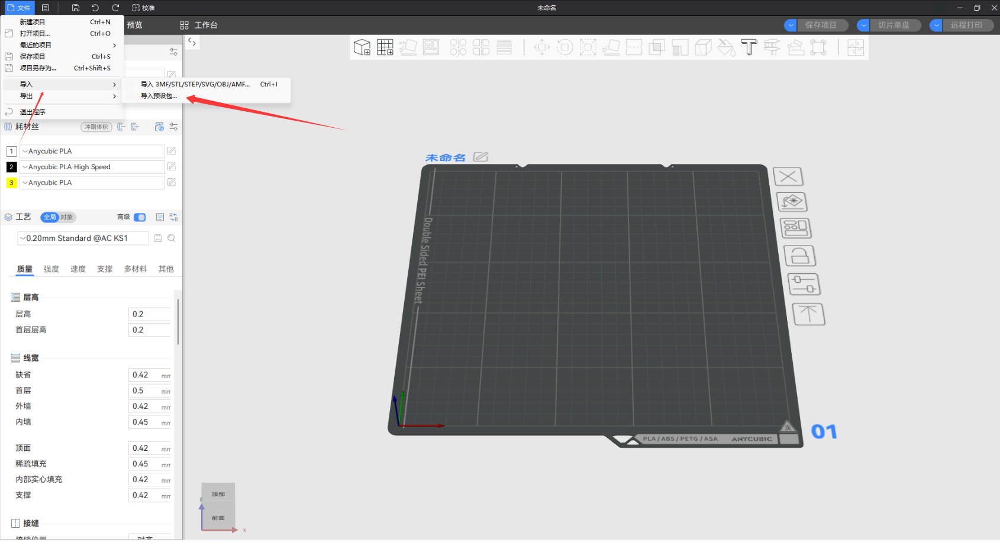 文件
校准
未命名
新建项目 Ctrl+N
打开项目... Ctrl+O
最近的项目
保存项目 Ctrl+S
项目另存为... Ctrl+Shift+S
导入
导出
退出程序
导入 3MF/STL/STEP/SVG/OBJ/AMF... Ctrl+I
导入预设包...
预览
工作台
保存项目
切片单盘
远程打印
耗材丝
冲刷体积
1 Anycubic PLA
2 Anycubic PLA High Speed
3 Anycubic PLA
工艺
全局 对象
高级
0.20mm Standard @AC KS1
质量 强度 速度 支撑 多材料 其他
层高
层高 0.2
首层层高 0.2
线宽
缺省 0.42 mm
首层 0.5 mm
外墙 0.42 mm
内墙 0.45 mm
顶面 0.42 mm
稀疏填充 0.45 mm
内部实心填充 0.42 mm
支撑 0.42 mm
接缝
接缝位置 对齐
未命名
Double Sided PEI Sheet
PLA / ABS / PETG / ASA ANYCUBIC
01
顶部
前面
z
x